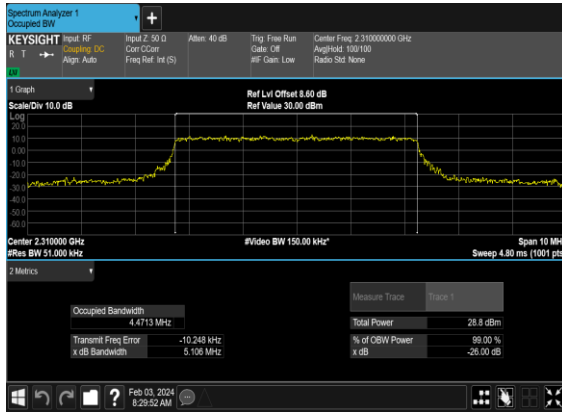 Spectrum Analyzer 1
Occupied BW
+
KEYSIGHT
R T
LXI
Input: RF
Coupling: DC
Align: Auto
Input Z: 50 Ω
Corr CCorr
Freq Ref: Int (S)
Atten: 40 dB
Trig: Free Run
Gate: Off
#IF Gain: Low
Center Freq: 2.310000000 GHz
Avg|Hold: 100/100
Radio Std: None
1 Graph
Scale/Div 10.0 dB
Ref Lvl Offset 8.60 dB
Ref Value 30.00 dBm
Log
20.0
10.0
0.00
-10.0
-20.0
-30.0
-40.0
-50.0
-60.0
Center 2.310000 GHz
#Res BW 51.000 kHz
#Video BW 150.00 kHz*
Span 10 MH
Sweep 4.80 ms (1001 pts
2 Metrics
Measure Trace
Trace 1
Occupied Bandwidth
4.4713 MHz
Total Power
28.8 dBm
Transmit Freq Error
-10.248 kHz
% of OBW Power
99.00 %
x dB Bandwidth
5.106 MHz
x dB
-26.00 dB
?
Feb 03, 2024
8:29:52 AM